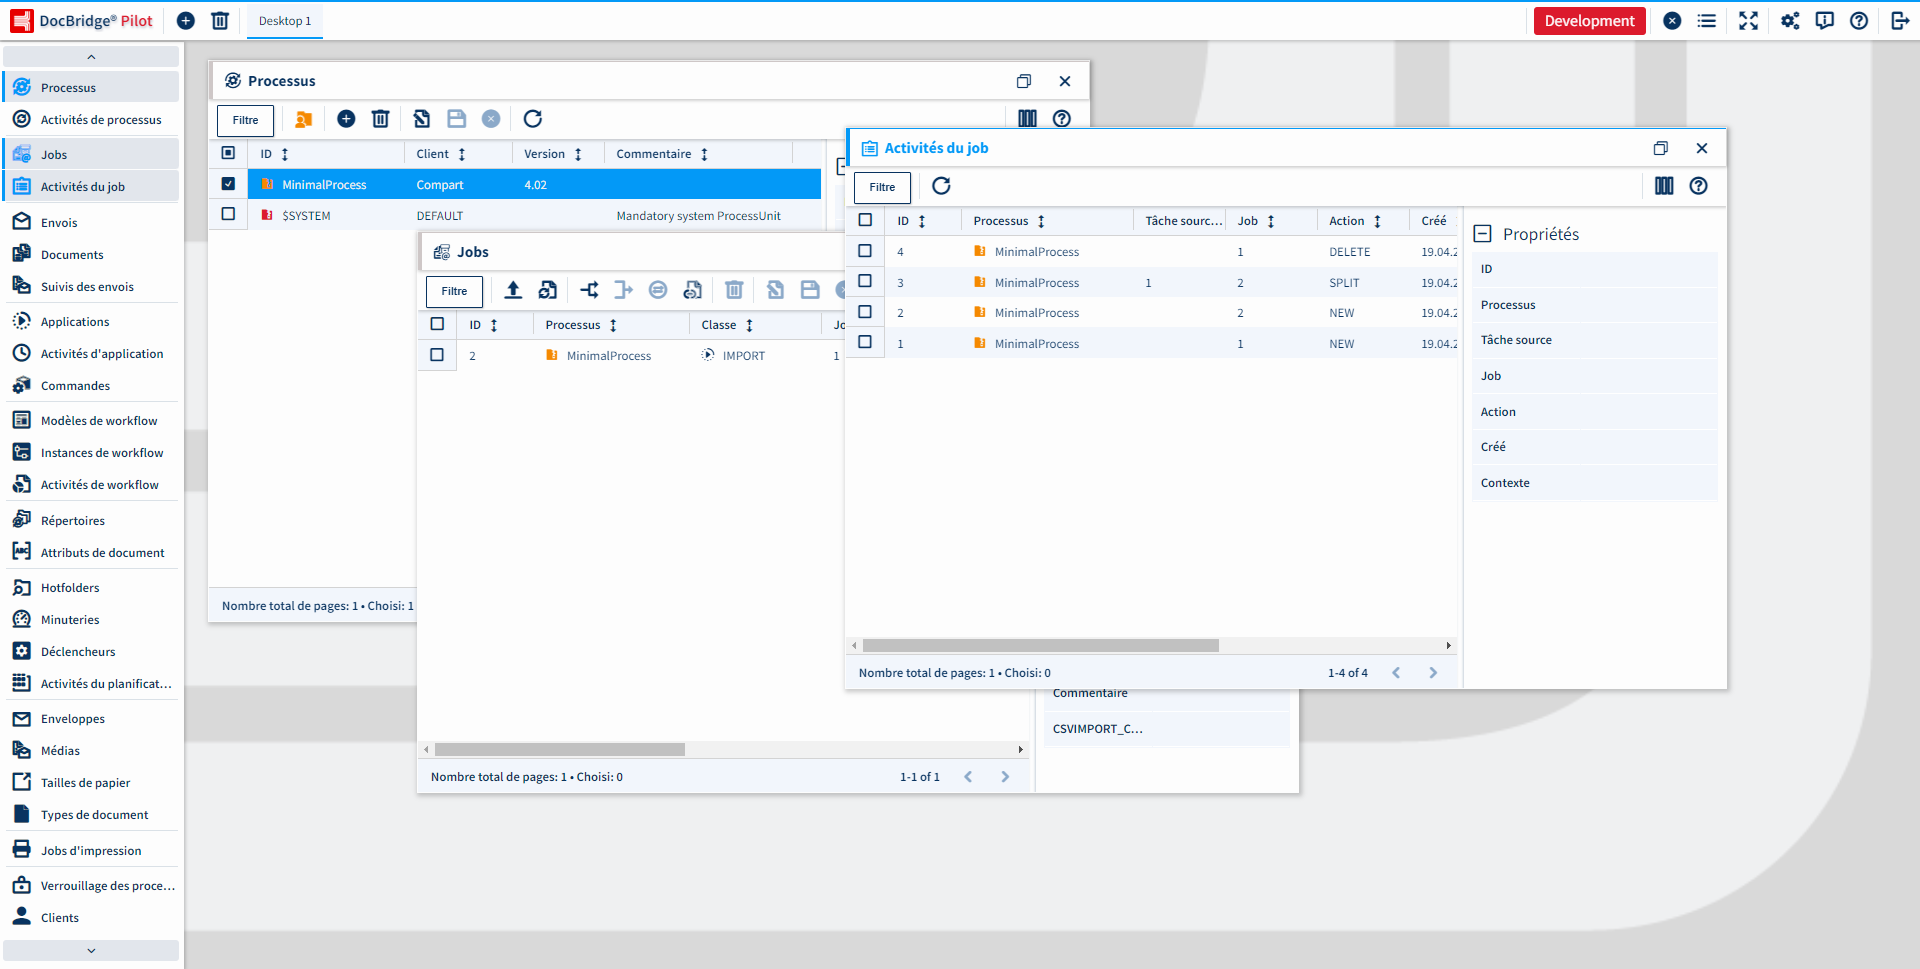 DocBridge® Pilot
Desktop 1
Development
Processus
Activités de processus
Jobs
Activités du job
Envois
Documents
Suivis des envois
Applications
Activités d'application
Commandes
Modèles de workflow
Instances de workflow
Activités de workflow
Répertoires
Attributs de document
Hotfolders
Minuteries
Déclencheurs
Activités du planificat...
Enveloppes
Médias
Tailles de papier
Types de document
Jobs d'impression
Verrouillage des proce...
Clients
Processus
Filtre
ID Client Version Commentaire
MinimalProcess Compart 4.02
$SYSTEM DEFAULT Mandatory system ProcessUnit
Nombre total de pages: 1 • Choisi: 1
Jobs
Filtre
ID Processus Classe Jo
2 MinimalProcess IMPORT 1
Commentaire
CSVIMPORT_C...
Nombre total de pages: 1 • Choisi: 0 1-1 of 1
Activités du job
Filtre
ID Processus Tâche sourc... Job Action Créé
4 MinimalProcess 1 DELETE 19.04.2
3 MinimalProcess 1 2 SPLIT 19.04.2
2 MinimalProcess 2 NEW 19.04.2
1 MinimalProcess 1 NEW 19.04.2
Nombre total de pages: 1 • Choisi: 0 1-4 of 4
Propriétés
ID
Processus
Tâche source
Job
Action
Créé
Contexte